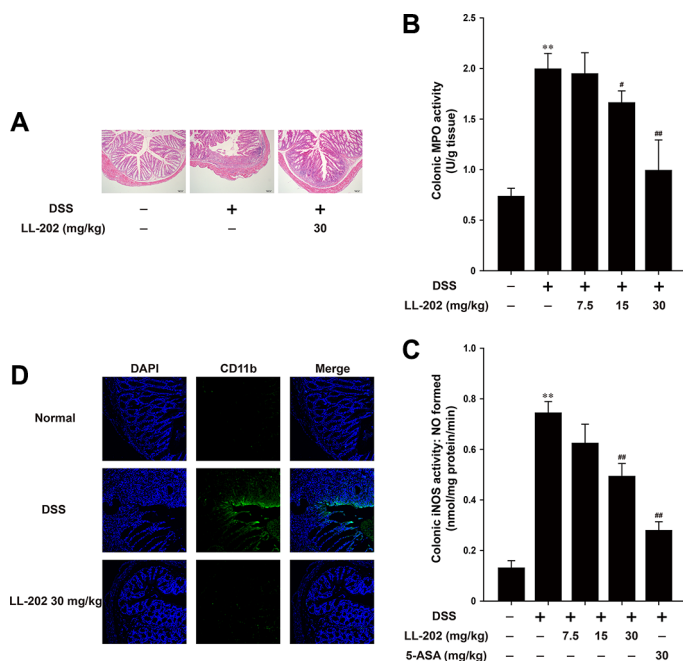 A
DSS – + +
LL-202 (mg/kg) – – 30
B
Colonic MPO activity
(U/g tissue)
2.5
2.0
1.5
1.0
0.5
0
**
#
##
DSS – + + + +
LL-202 (mg/kg) – – 7.5 15 30
C
Colonic iNOS activity: NO formed
(nmol/mg protein/min)
1.0
0.8
0.6
0.4
0.2
0
**
##
##
DSS – + + + + +
LL-202 (mg/kg) – – 7.5 15 30 –
5-ASA (mg/kg) – – – – – 30
D
DAPI CD11b Merge
Normal
DSS
LL-202 30 mg/kg